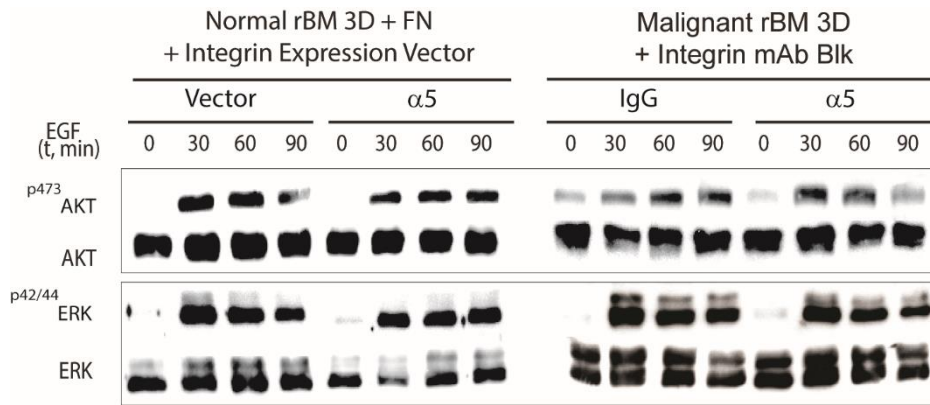 Normal rBM 3D + FN
+ Integrin Expression Vector
Malignant rBM 3D
+ Integrin mAb Blk
Vector
α5
IgG
α5
EGF
(t, min)
0 30 60 90 0 30 60 90 0 30 60 90 0 30 60 90
p473
AKT
AKT
p42/44
ERK
ERK